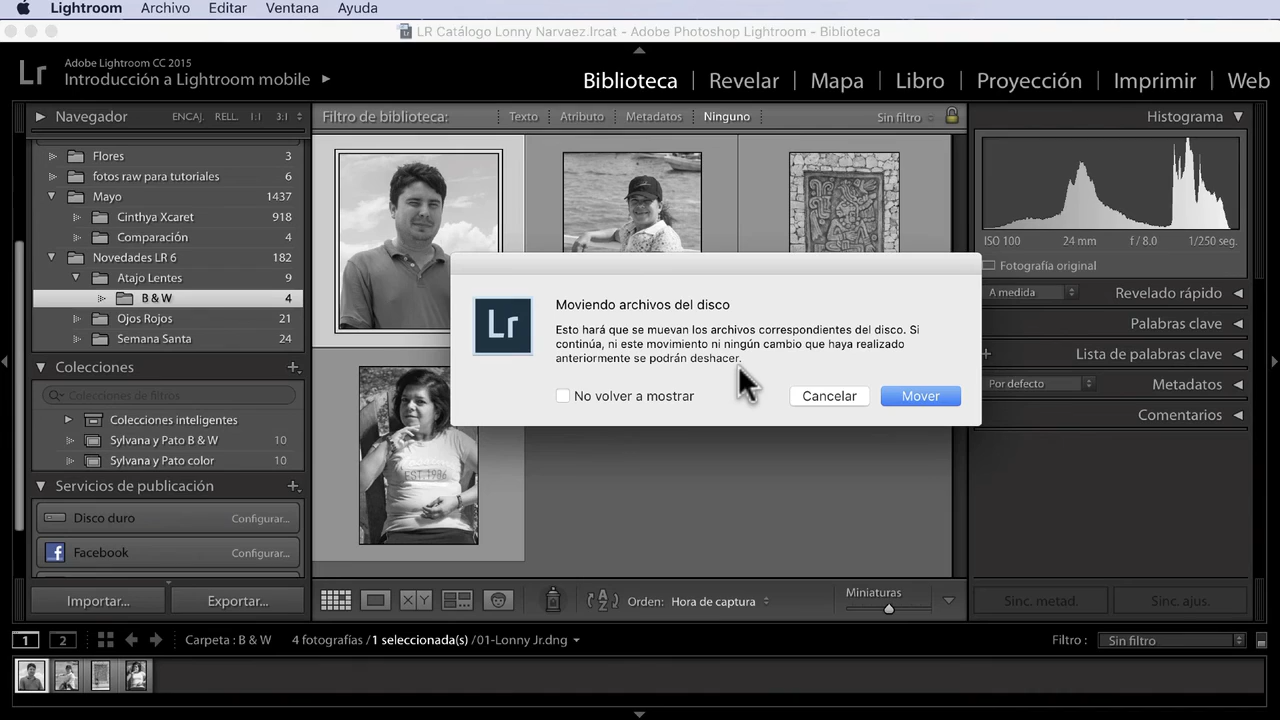 Lightroom Archivo Editar Ventana Ayuda
LR Catálogo Lonny Narvaez.lrcat - Adobe Photoshop Lightroom - Biblioteca
Lr
Adobe Lightroom CC 2015
Introducción a Lightroom mobile
Biblioteca | Revelar | Mapa | Libro | Proyección | Imprimir | Web
Navegador ENCAJ. RELL. 1:1 3:1
Flores 3
fotos raw para tutoriales 6
Mayo 1437
Cinthya Xcaret 918
Comparación 4
Novedades LR 6 182
Atajo Lentes 9
B & W 4
Ojos Rojos 21
Semana Santa 24
Colecciones
Colecciones de filtros
Colecciones inteligentes
Sylvana y Pato B & W 10
Sylvana y Pato color 10
Servicios de publicación
Disco duro Configurar...
Facebook Configurar...
Importar... Exportar...
Filtro de biblioteca: Texto Atributo Metadatos Ninguno Sin filtro
EST. 1986
Lr
Moviendo archivos del disco
Esto hará que se muevan los archivos correspondientes del disco. Si
continúa, ni este movimiento ni ningún cambio que haya realizado
anteriormente se podrán deshacer.
No volver a mostrar Cancelar Mover
Histograma
ISO 100 24 mm f / 8.0 1/250 seg.
Fotografía original
A medida Revelado rápido
Palabras clave
Lista de palabras clave
Por defecto Metadatos
Comentarios
XY AZ Orden: Hora de captura Miniaturas
Sinc. metad. Sinc. ajus.
1 2 Carpeta : B & W 4 fotografías /1 seleccionada(s) /01-Lonny Jr.dng Filtro : Sin filtro